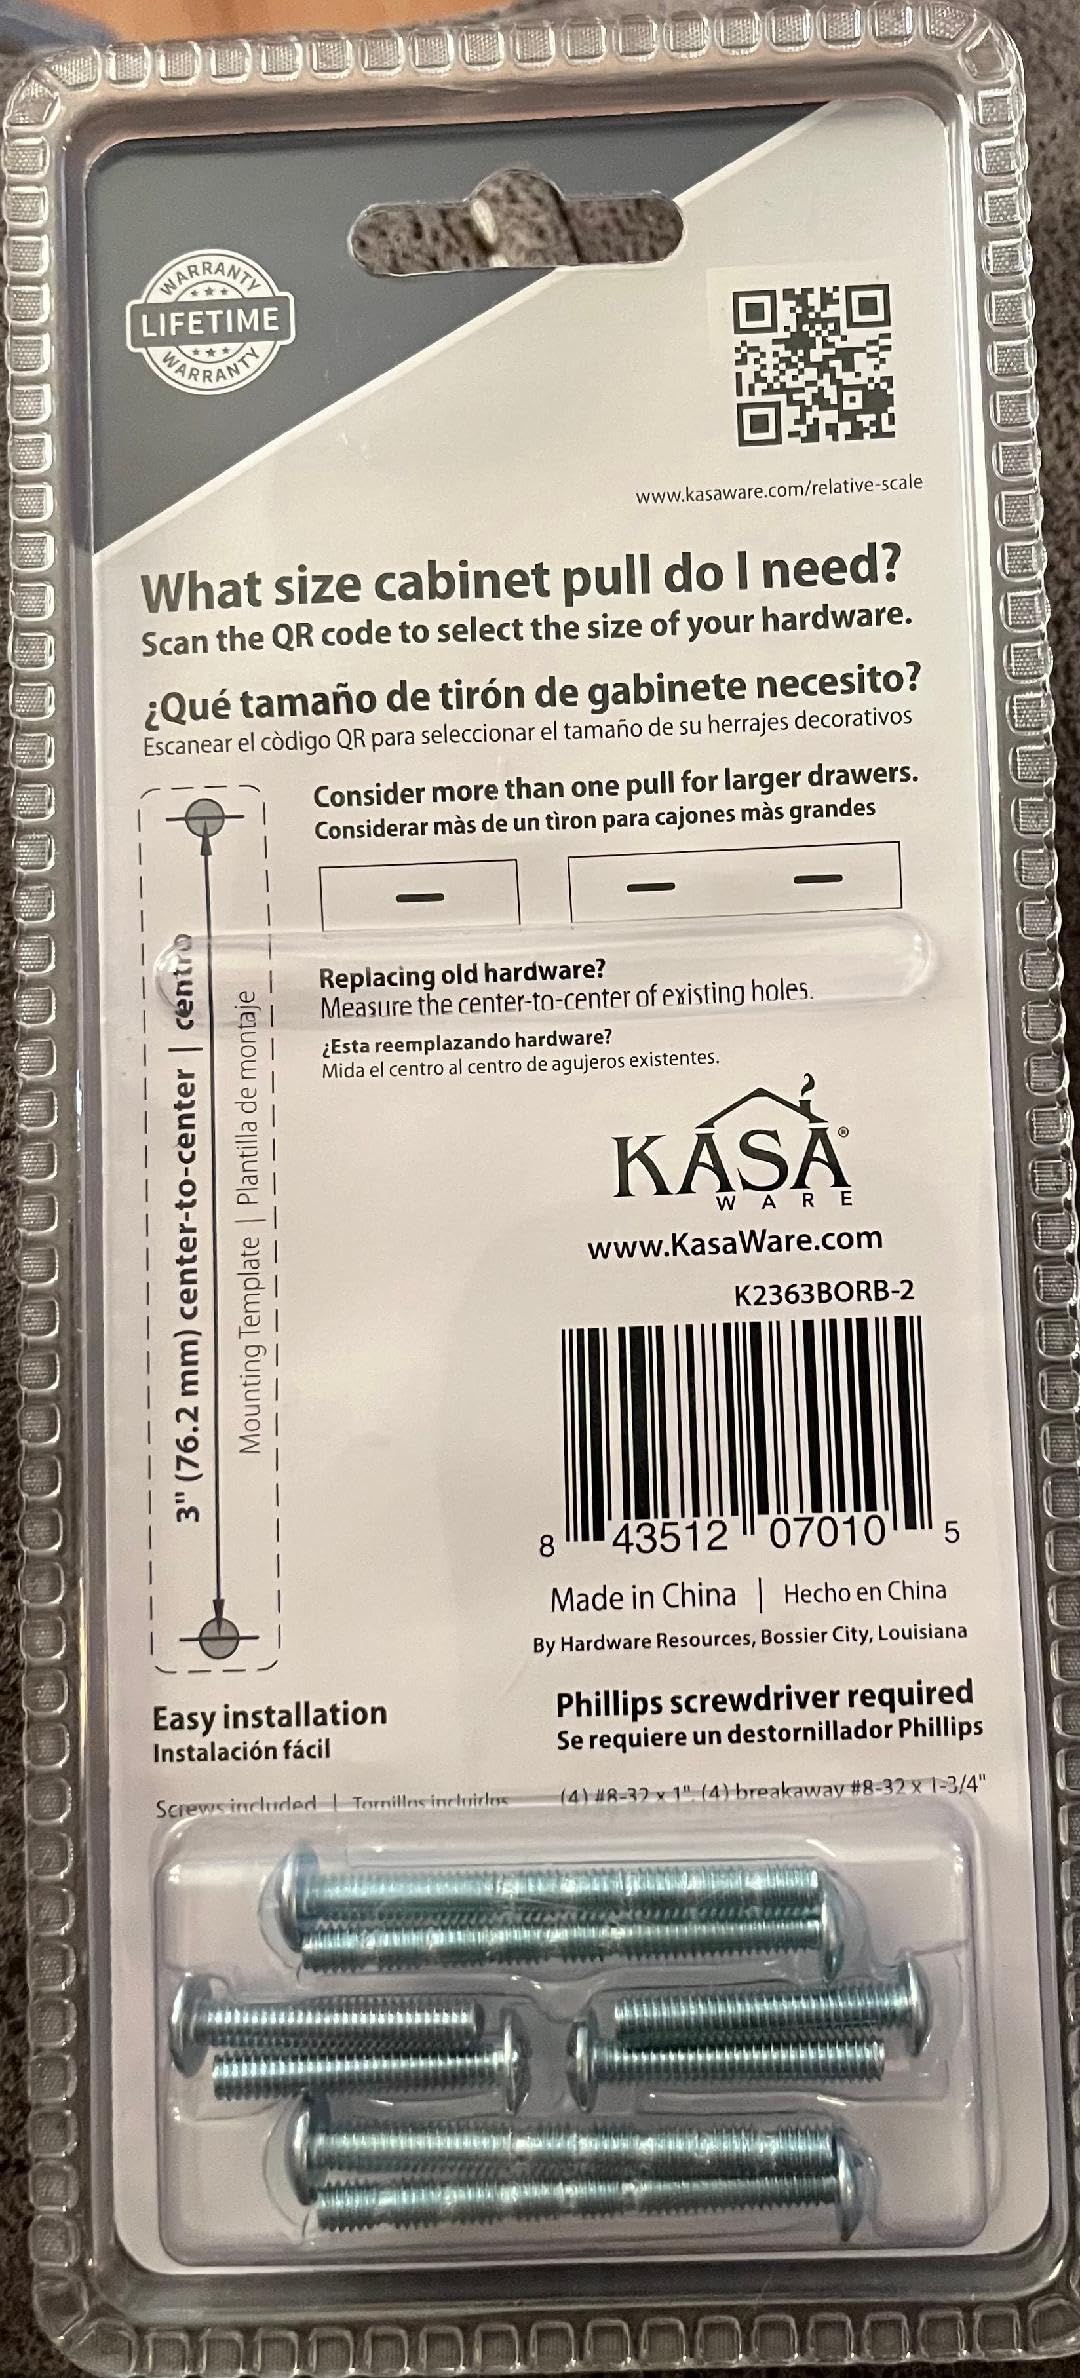 WARRANTY
LIFETIME
WARRANTY
www.kasaware.com/relative-scale
What size cabinet pull do I need?
Scan the QR code to select the size of your hardware.
¿Qué tamaño de tirón de gabinete necesito?
Escanear el còdigo QR para seleccionar el tamaño de su herrajes decorativos
Consider more than one pull for larger drawers.
Considerar màs de un tìron para cajones màs grandes
3" (76.2 mm) center-to-center | centro
Mounting Template | Plantilla de montaje
Replacing old hardware?
Measure the center-to-center of existing holes.
¿Esta reemplazando hardware?
Mida el centro al centro de agujeros existentes.
KASA®
WARE
www.KasaWare.com
K2363BORB-2
8 43512 07010 5
Made in China | Hecho en China
By Hardware Resources, Bossier City, Louisiana
Easy installation
Instalación fácil
Phillips screwdriver required
Se requiere un destornillador Phillips
Screws included | Tornillos incluidos
(4) #8-32 x 1", (4) breakaway #8-32 x 1-3/4"